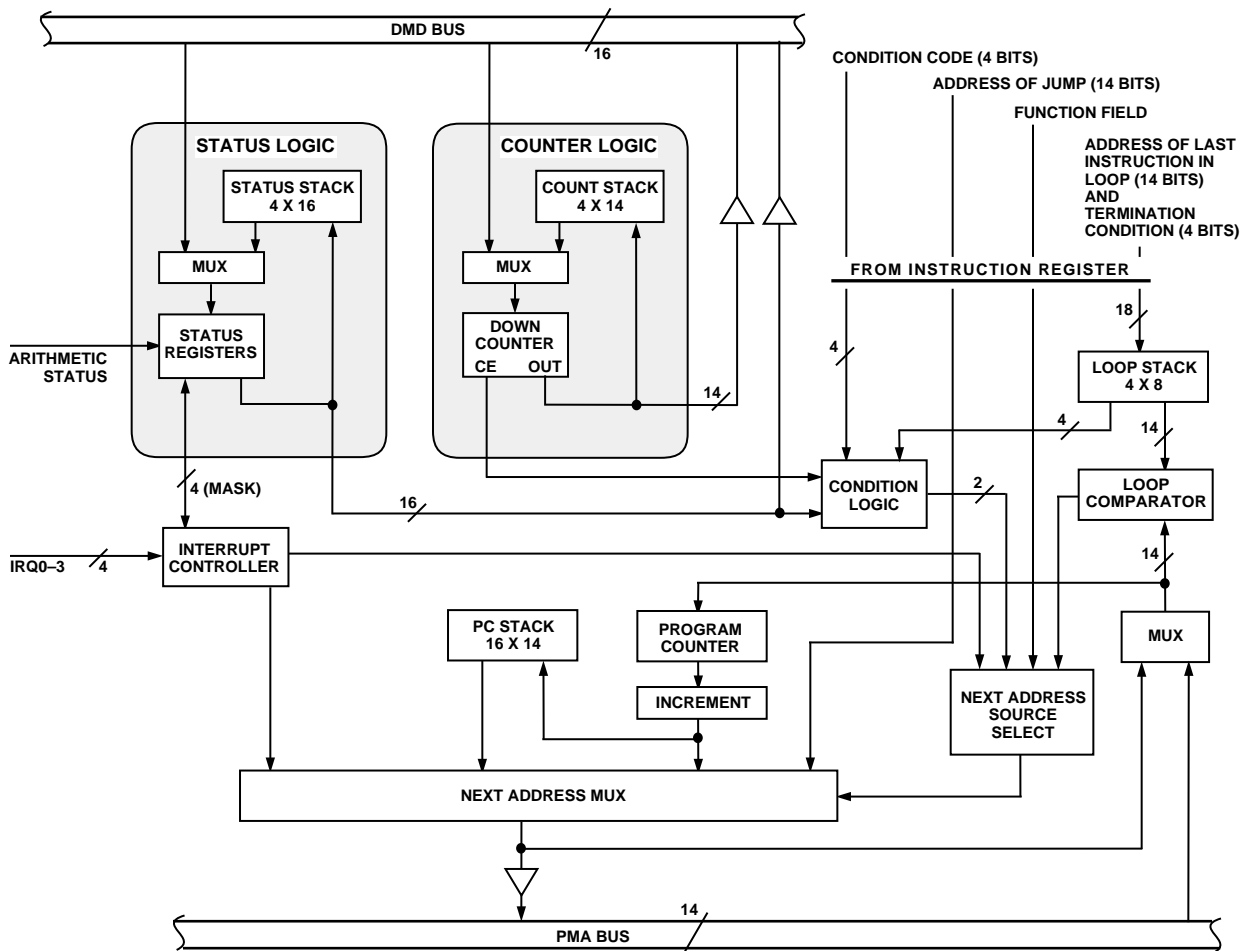 DMD BUS
16
CONDITION CODE (4 BITS)
ADDRESS OF JUMP (14 BITS)
FUNCTION FIELD
ADDRESS OF LAST
INSTRUCTION IN
LOOP (14 BITS)
AND
TERMINATION
CONDITION (4 BITS)
STATUS LOGIC
STATUS STACK
4 X 16
MUX
STATUS
REGISTERS
ARITHMETIC
STATUS
COUNTER LOGIC
COUNT STACK
4 X 14
MUX
DOWN
COUNTER
CE OUT
14
FROM INSTRUCTION REGISTER
4
18
LOOP STACK
4 X 8
4
14
4 (MASK)
16
CONDITION
LOGIC
2
LOOP
COMPARATOR
14
IRQ0–3
4
INTERRUPT
CONTROLLER
PC STACK
16 X 14
PROGRAM
COUNTER
INCREMENT
MUX
NEXT ADDRESS
SOURCE
SELECT
NEXT ADDRESS MUX
14
PMA BUS